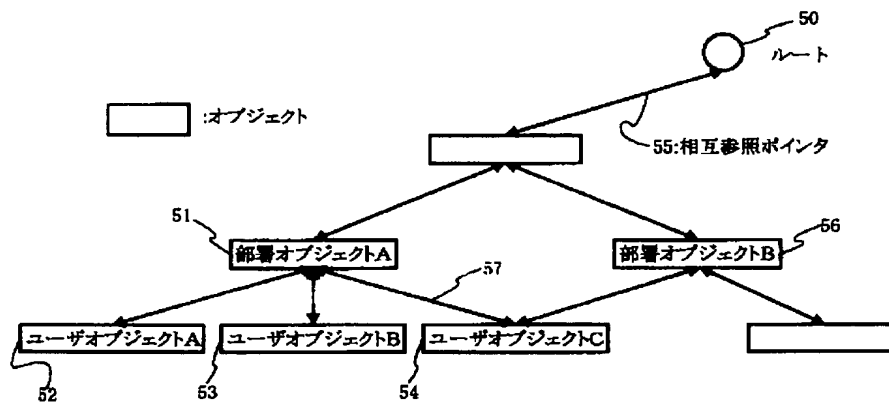 50
ルート
:オブジェクト
55:相互参照ポインタ
51
56
部署オブジェクトA
部署オブジェクトB
57
ユーザオブジェクトA
ユーザオブジェクトB
ユーザオブジェクトC
52
53
54